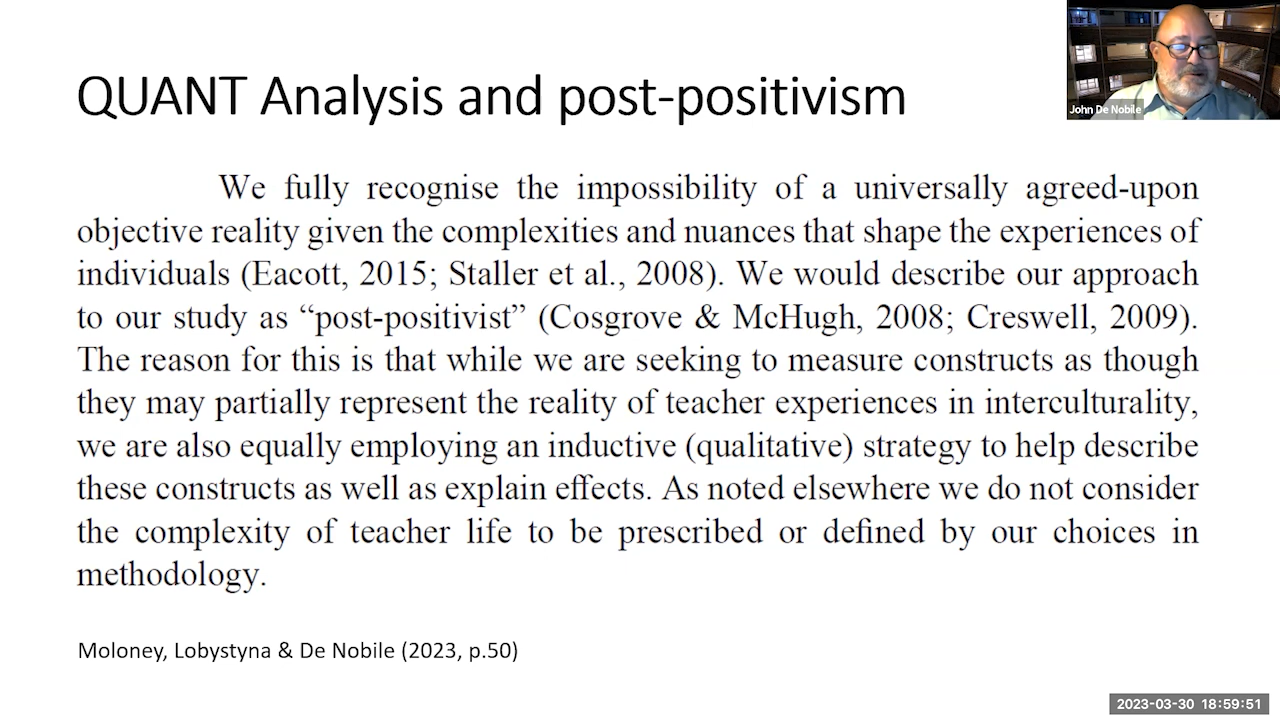 QUANT Analysis and post-positivism
John De Nobile
We fully recognise the impossibility of a universally agreed-upon
objective reality given the complexities and nuances that shape the experiences of
individuals (Eacott, 2015; Staller et al., 2008). We would describe our approach
to our study as “post-positivist” (Cosgrove & McHugh, 2008; Creswell, 2009).
The reason for this is that while we are seeking to measure constructs as though
they may partially represent the reality of teacher experiences in interculturality,
we are also equally employing an inductive (qualitative) strategy to help describe
these constructs as well as explain effects. As noted elsewhere we do not consider
the complexity of teacher life to be prescribed or defined by our choices in
methodology.
Moloney, Lobystyna & De Nobile (2023, p.50)
2023-03-30 18:59:51